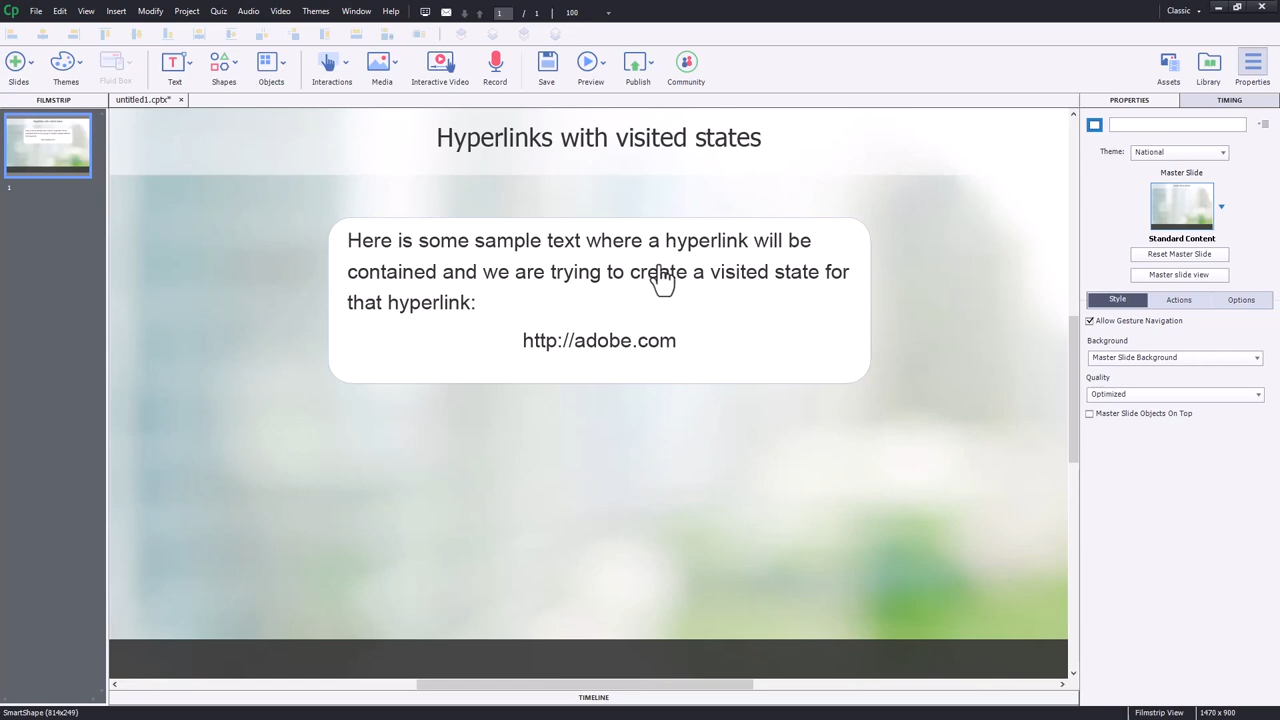 Cp File Edit View Insert Modify Project Quiz Audio Video Themes Window Help 1 / 1 100 Classic
Slides Themes Fluid Box Text Shapes Objects Interactions Media Interactive Video Record Save Preview Publish Community Assets Library Properties
FILMSTRIP untitled1.cptx* × PROPERTIES TIMING
Hyperlinks with visited states
Here is some sample text where a hyperlink will be
contained and we are trying to create a visited state for
that hyperlink:
http://adobe.com
1
Theme: National
Master Slide
Standard Content
Reset Master Slide
Master slide view
Style Actions Options
Allow Gesture Navigation
Background
Master Slide Background
Quality
Optimized
Master Slide Objects On Top
TIMELINE
SmartShape (814x249) Filmstrip View 1470 x 900